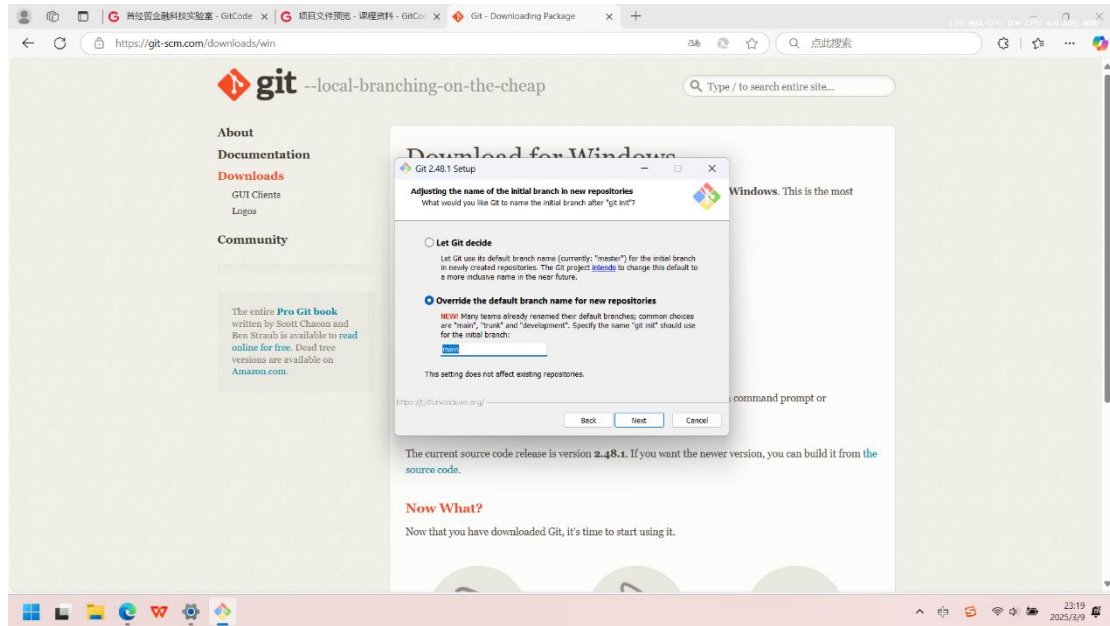 首经贸金融科技实验室 - GitCode
项目文件预览 - 课程资料 - GitCo
Git - Downloading Package
https://git-scm.com/downloads/win
点此搜索
git --local-branching-on-the-cheap
Type / to search entire site...
About
Documentation
Downloads
GUI Clients
Logos
Community
The entire Pro Git book
written by Scott Chacon and
Ben Straub is available to read
online for free. Dead tree
versions are available on
Amazon.com.
Download for Windows
Windows. This is the most
Git 2.48.1 Setup
Adjusting the name of the initial branch in new repositories
What would you like Git to name the initial branch after "git init"?
Let Git decide
Let Git use its default branch name (currently: "master") for the initial branch
in newly created repositories. The Git project intends to change this default to
a more inclusive name in the near future.
Override the default branch name for new repositories
NEW! Many teams already renamed their default branches; common choices
are "main", "trunk" and "development". Specify the name "git init" should use
for the initial branch:
main
This setting does not affect existing repositories.
https://gitforwindows.org/
Back
Next
Cancel
command prompt or
The current source code release is version 2.48.1. If you want the newer version, you can build it from the
source code.
Now What?
Now that you have downloaded Git, it's time to start using it.
23:19
2025/3/9